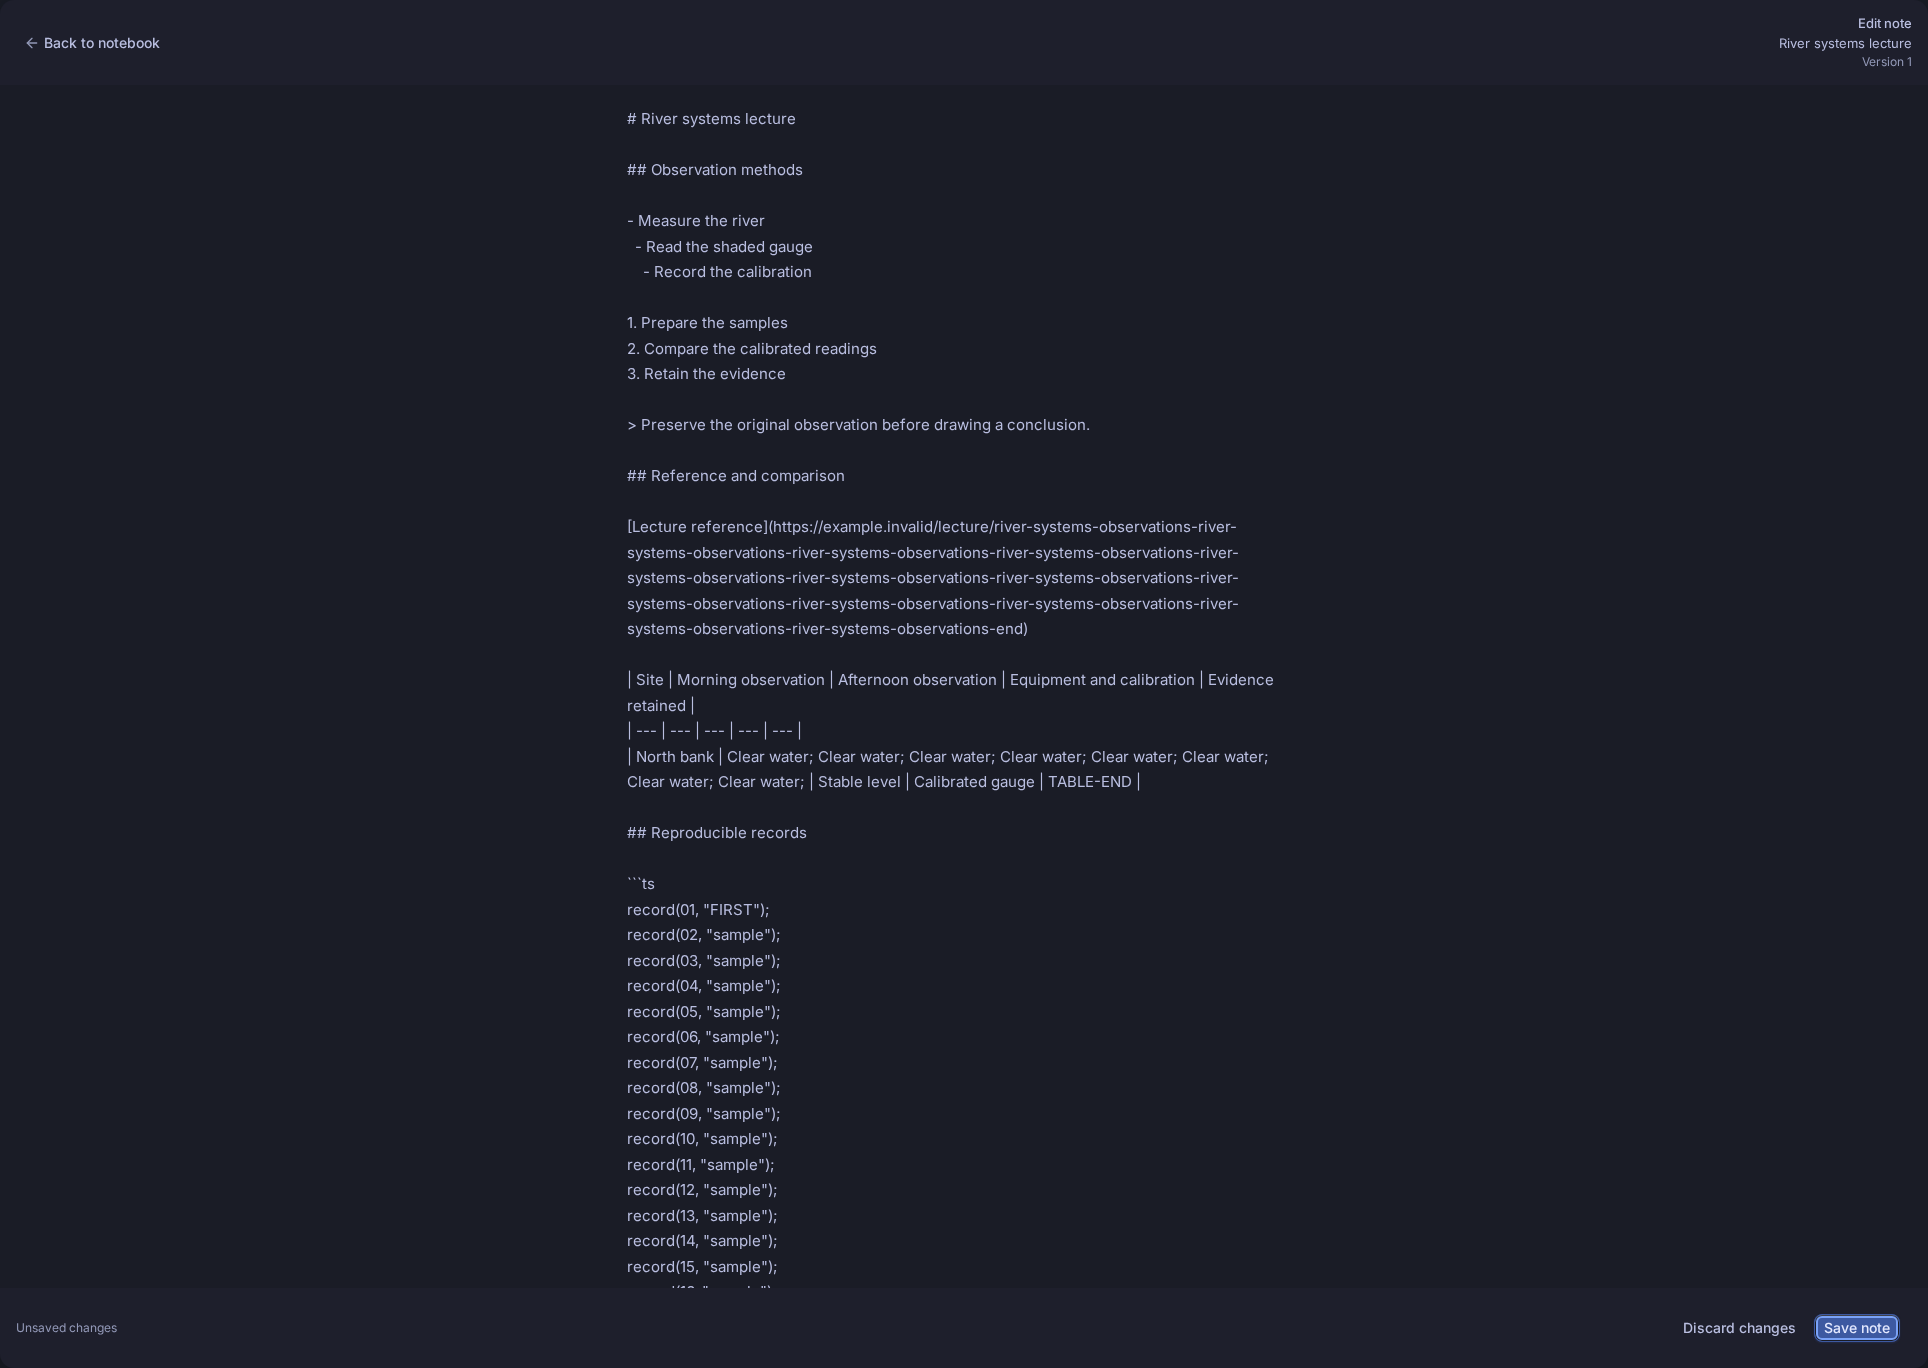 Back to notebook
Edit note
River systems lecture
Version 1
# River systems lecture
## Observation methods
- Measure the river
- Read the shaded gauge
- Record the calibration
1. Prepare the samples
2. Compare the calibrated readings
3. Retain the evidence
> Preserve the original observation before drawing a conclusion.
## Reference and comparison
[Lecture reference](https://example.invalid/lecture/river-systems-observations-river-
systems-observations-river-systems-observations-river-systems-observations-river-
systems-observations-river-systems-observations-river-systems-observations-river-
systems-observations-river-systems-observations-river-systems-observations-river-
systems-observations-river-systems-observations-end)
| Site | Morning observation | Afternoon observation | Equipment and calibration | Evidence
retained |
| --- | --- | --- | --- | --- |
| North bank | Clear water; Clear water; Clear water; Clear water; Clear water; Clear water;
Clear water; Clear water; | Stable level | Calibrated gauge | TABLE-END |
## Reproducible records
```ts
record(01, "FIRST");
record(02, "sample");
record(03, "sample");
record(04, "sample");
record(05, "sample");
record(06, "sample");
record(07, "sample");
record(08, "sample");
record(09, "sample");
record(10, "sample");
record(11, "sample");
record(12, "sample");
record(13, "sample");
record(14, "sample");
record(15, "sample");
Unsaved changes
Discard changes
Save note